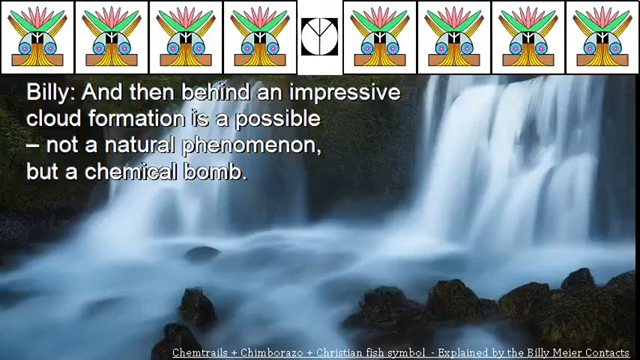 Billy: And then behind an impressive
cloud formation is a possible
– not a natural phenomenon,
but a chemical bomb.
Chemtrails + Chimborazo + Christian fish symbol - Explained by the Billy Meier Contacts